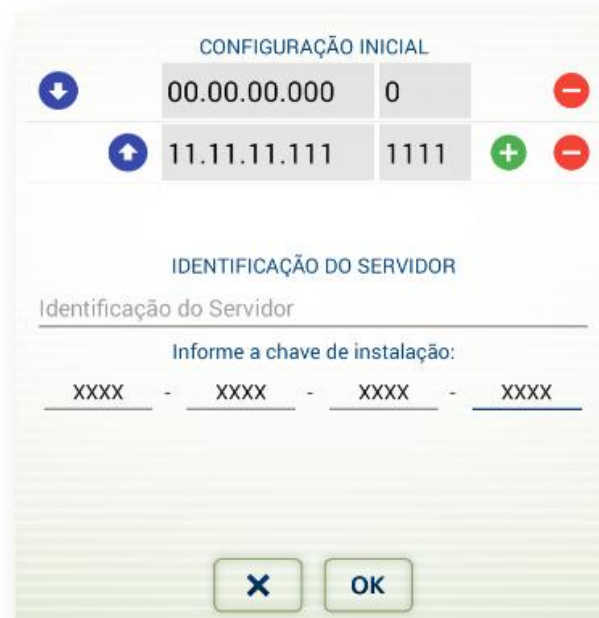 CONFIGURAÇÃO INICIAL
00.00.00.000 0
11.11.11.111 1111
IDENTIFICAÇÃO DO SERVIDOR
Identificação do Servidor
Informe a chave de instalação:
XXXX - XXXX - XXXX - XXXX
OK